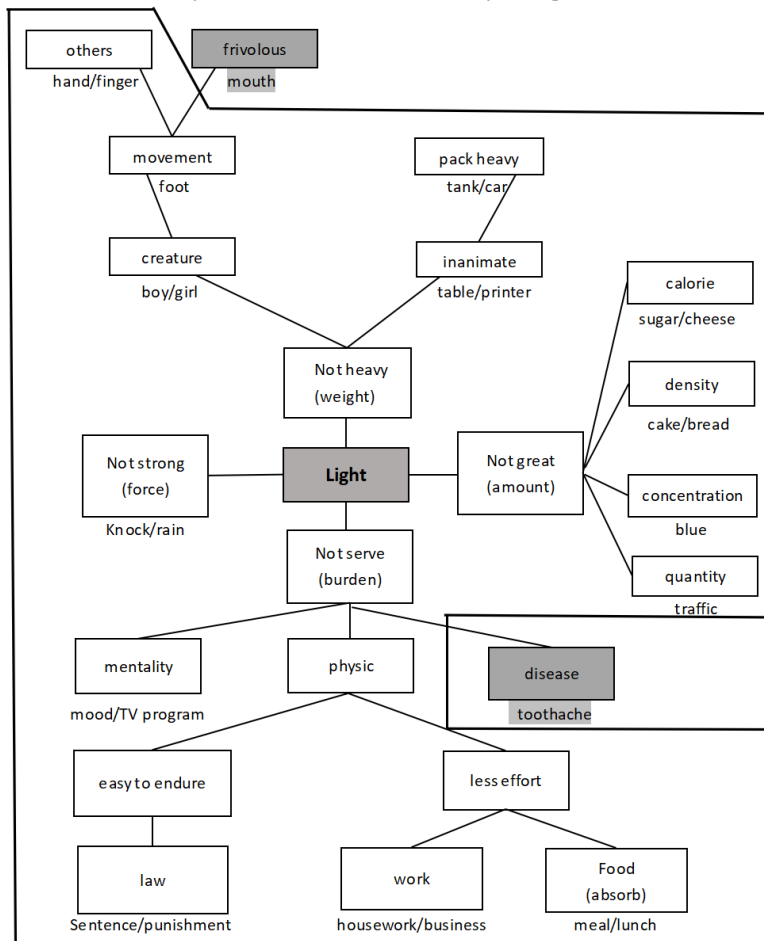 others
frivolous
hand/finger
mouth
movement
pack heavy
foot
tank/car
creature
inanimate
boy/girl
table/printer
calorie
sugar/cheese
Not heavy
(weight)
density
cake/bread
Not strong
(force)
Light
Not great
(amount)
Knock/rain
concentration
blue
Not serve
(burden)
quantity
traffic
mentality
physic
disease
mood/TV program
toothache
easy to endure
less effort
law
work
Food
(absorb)
Sentence/punishment
housework/business
meal/lunch